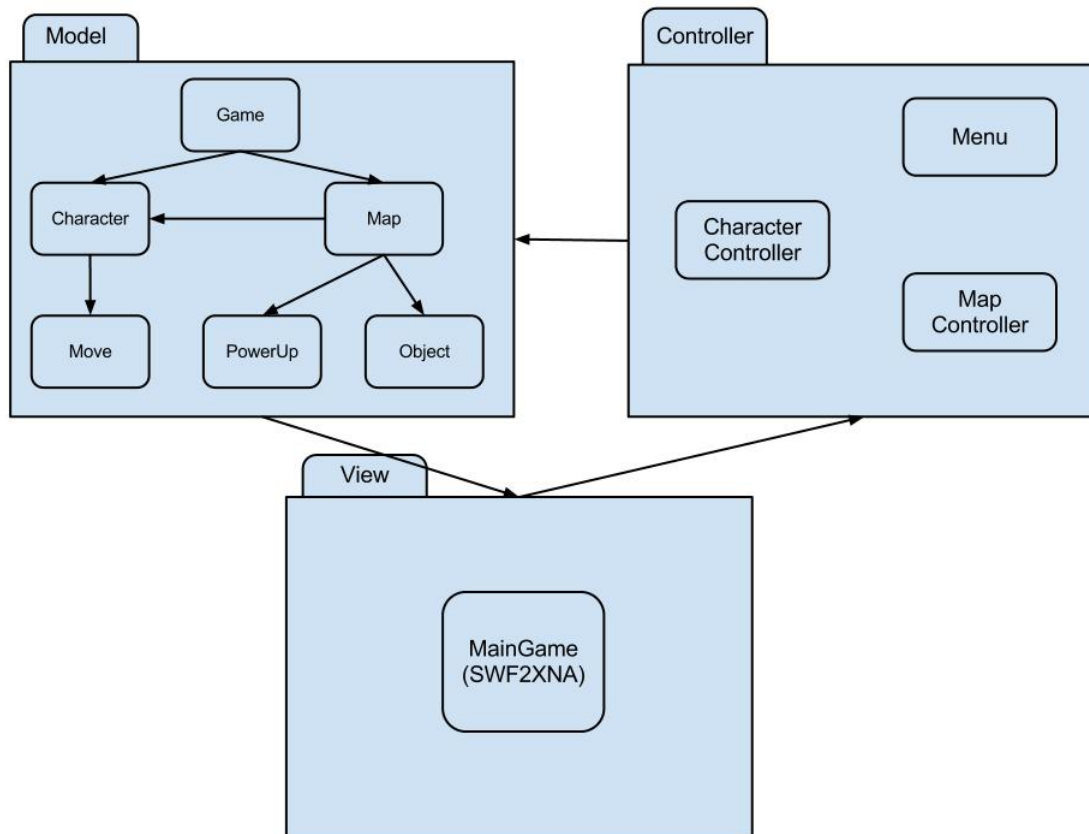 Model
Game
Character
Map
Move
PowerUp
Object
Controller
Menu
Character
Controller
Map
Controller
View
MainGame
(SWF2XNA)